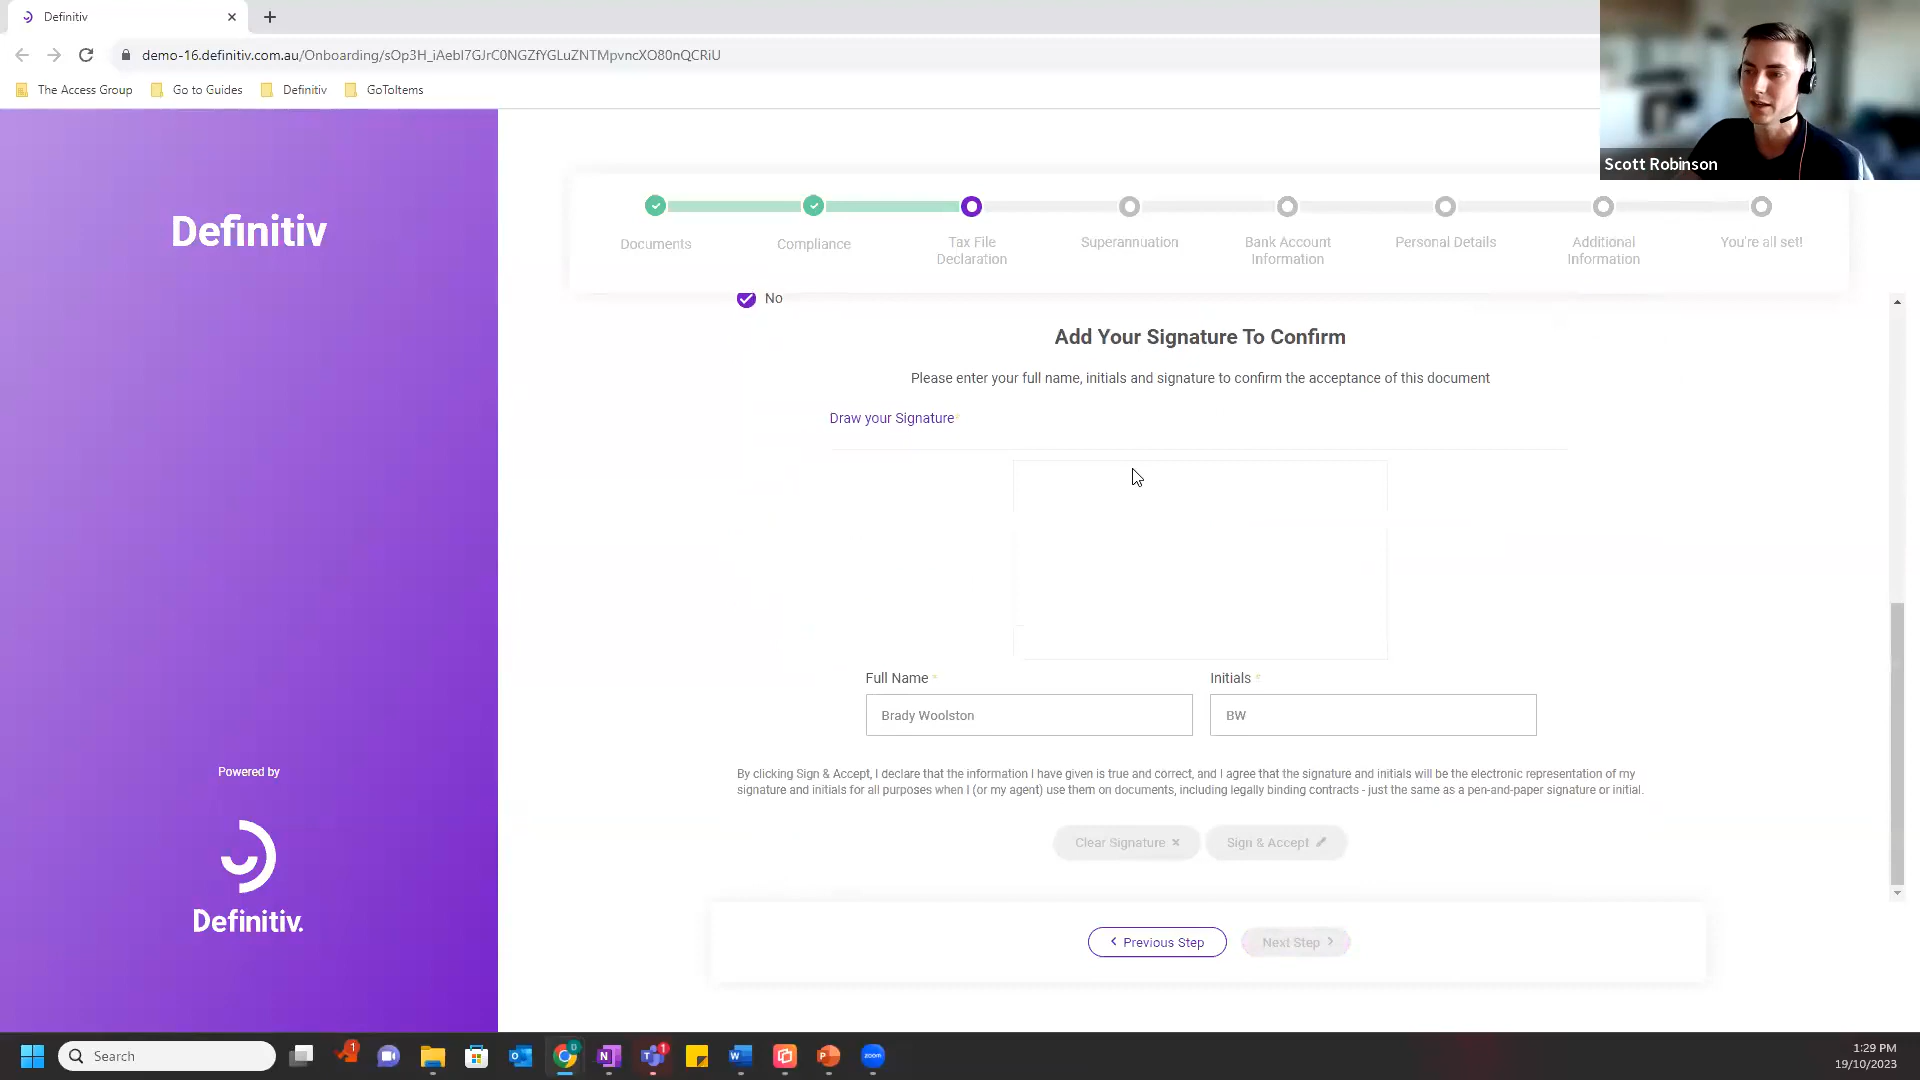 Definitiv
demo-16.definitiv.com.au/Onboarding/sOp3H_iAebI7GJrC0NGZfYGLuZNTMpvncXO80nQCRiU
The Access Group
Go to Guides
Definitiv
GoToItems
Scott Robinson
Definitiv
Documents
Compliance
Tax File
Declaration
Superannuation
Bank Account
Information
Personal Details
Additional
Information
You're all set!
No
Add Your Signature To Confirm
Please enter your full name, initials and signature to confirm the acceptance of this document
Draw your Signature*
Full Name *
Initials *
Brady Woolston
BW
By clicking Sign & Accept, I declare that the information I have given is true and correct, and I agree that the signature and initials will be the electronic representation of my
signature and initials for all purposes when I (or my agent) use them on documents, including legally binding contracts - just the same as a pen-and-paper signature or initial.
Clear Signature
Sign & Accept
Powered by
Definitiv.
Previous Step
Next Step
Search
1
1
zoom
1:29 PM
19/10/2023